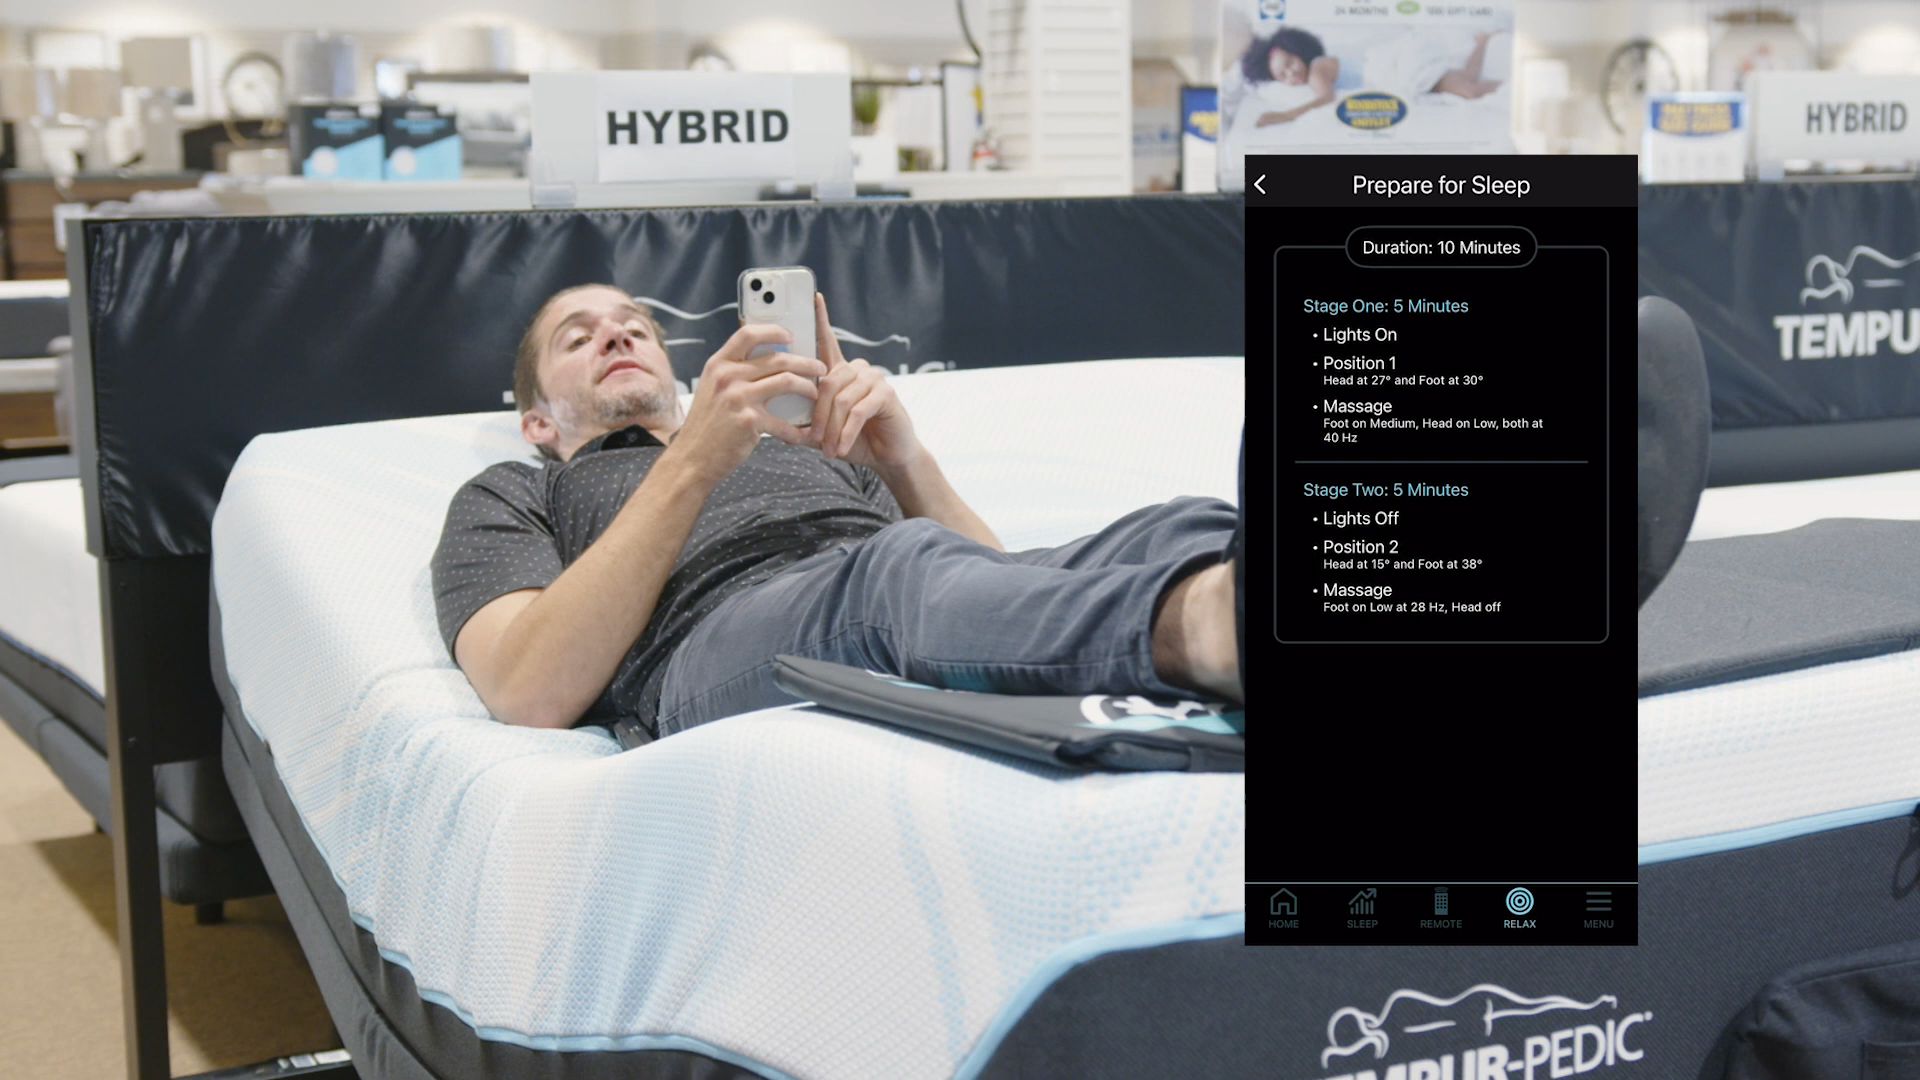 24 MONTHS
HYBRID
HYBRID
Prepare for Sleep
Duration: 10 Minutes
Stage One: 5 Minutes
• Lights On
• Position 1
Head at 27° and Foot at 30°
• Massage
Foot on Medium, Head on Low, both at
40 Hz
Stage Two: 5 Minutes
• Lights Off
• Position 2
Head at 15° and Foot at 38°
• Massage
Foot on Low at 28 Hz, Head off
HOME
SLEEP
REMOTE
RELAX
MENU
TEMPU
PEDIC
TEMPUR-PEDIC